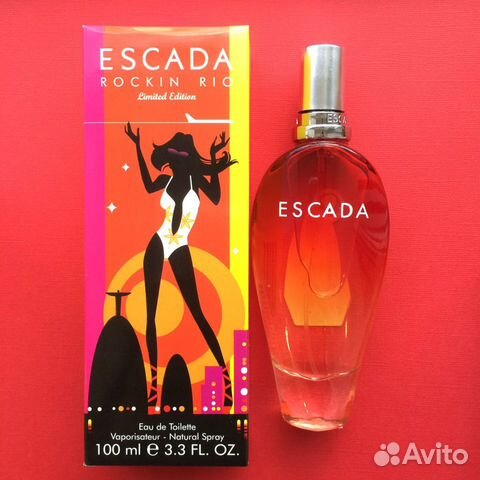 ESCADA
ROCKIN RIO
Limited Edition
Eau de Toilette
Vaporisateur - Natural Spray
100 ml e 3.3 FL. OZ.
ESCA
ESCADA
Avito